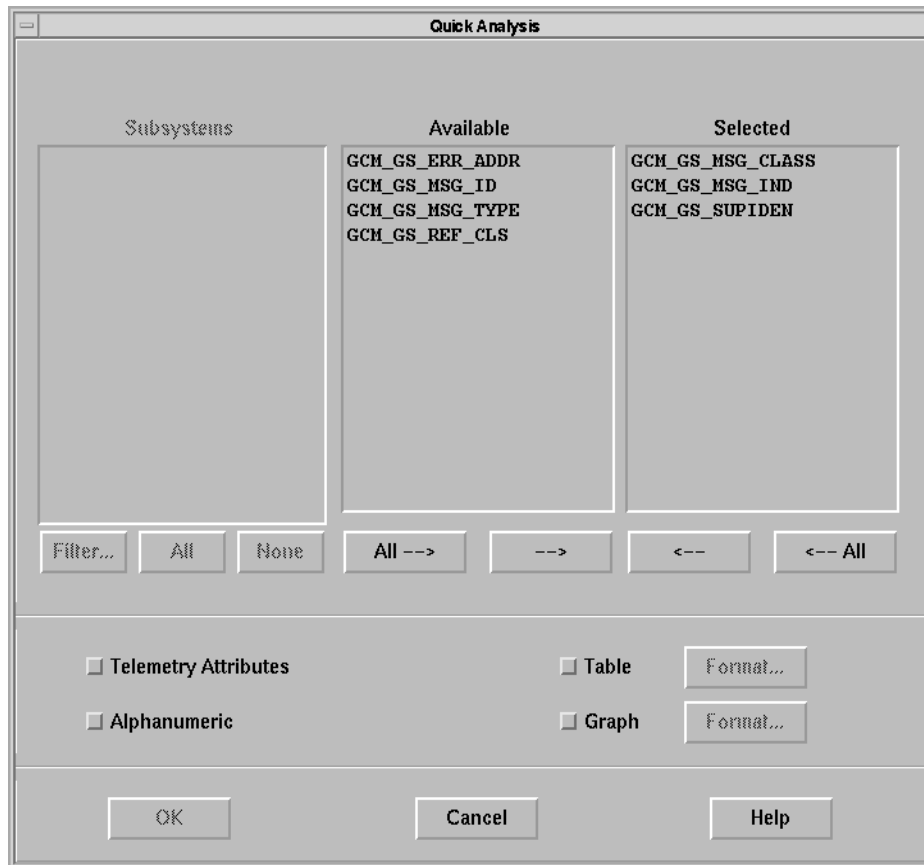 Quick Analysis
Subsystems Available Selected
GCM_GS_ERR_ADDR
GCM_GS_MSG_ID
GCM_GS_MSG_TYPE
GCM_GS_REF_CLS
GCM_GS_MSG_CLASS
GCM_GS_MSG_IND
GCM_GS_SUPIDEN
Filter... All None All --> --> <-- <-- All
Telemetry Attributes Table Format...
Alphanumeric Graph Format...
OK Cancel Help